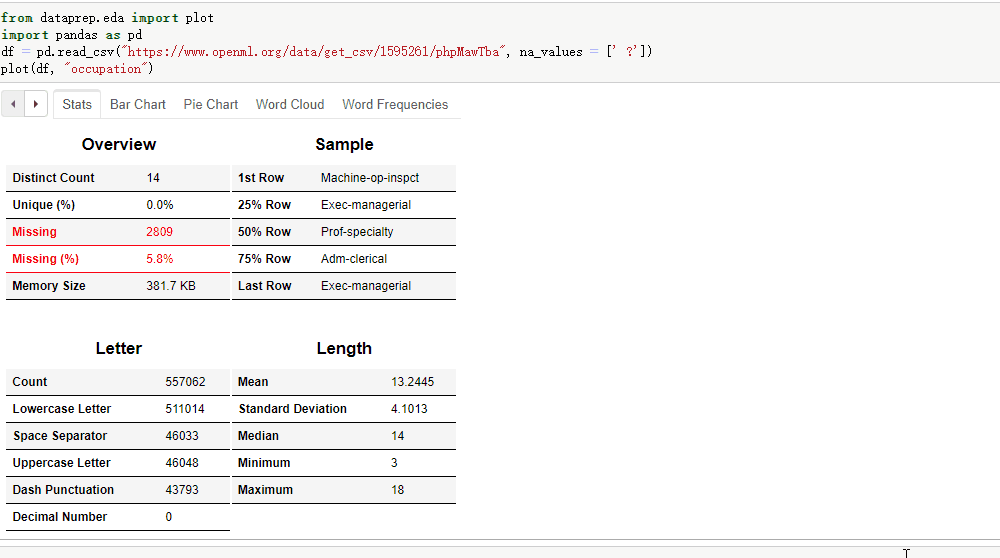 from dataprep.eda import plot
import pandas as pd
df = pd.read_csv("https://www.openml.org/data/get_csv/1595261/phpMawTba", na_values = [' ?'])
plot(df, "occupation")
Stats Bar Chart Pie Chart Word Cloud Word Frequencies
Overview
Distinct Count 14
Unique (%) 0.0%
Missing 2809
Missing (%) 5.8%
Memory Size 381.7 KB
Sample
1st Row Machine-op-inspct
25% Row Exec-managerial
50% Row Prof-specialty
75% Row Adm-clerical
Last Row Exec-managerial
Letter
Count 557062
Lowercase Letter 511014
Space Separator 46033
Uppercase Letter 46048
Dash Punctuation 43793
Decimal Number 0
Length
Mean 13.2445
Standard Deviation 4.1013
Median 14
Minimum 3
Maximum 18